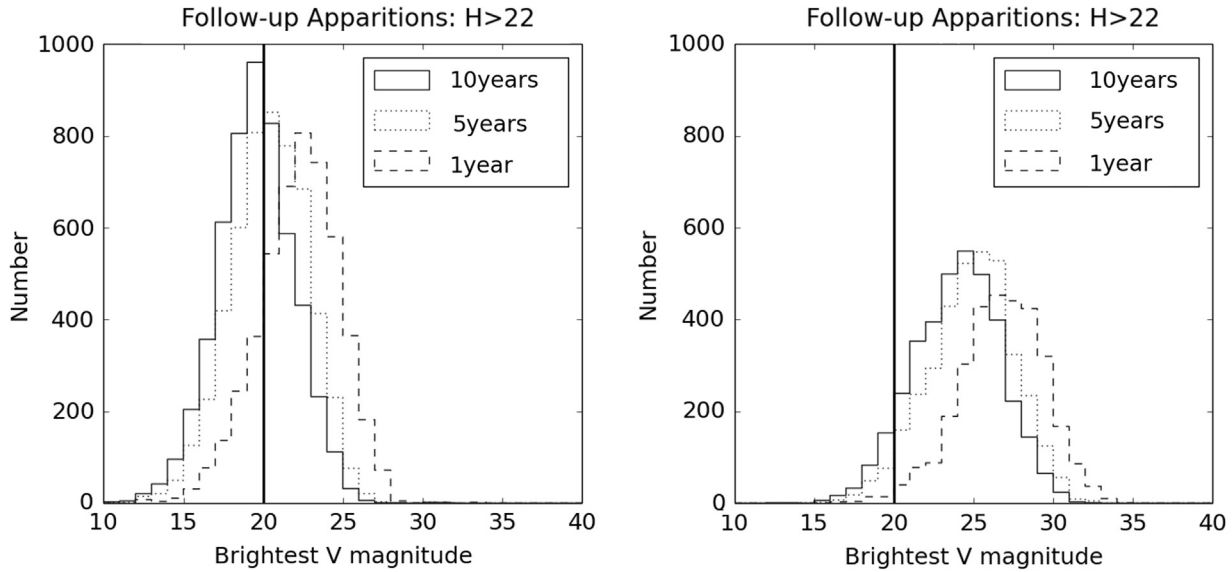 Follow-up Apparitions: H>22
1000
800
600
400
200
0
Number
10years
5years
1year
10
15
20
25
30
35
40
Brightest V magnitude
Follow-up Apparitions: H>22
1000
800
600
400
200
0
Number
10years
5years
1year
10
15
20
25
30
35
40
Brightest V magnitude